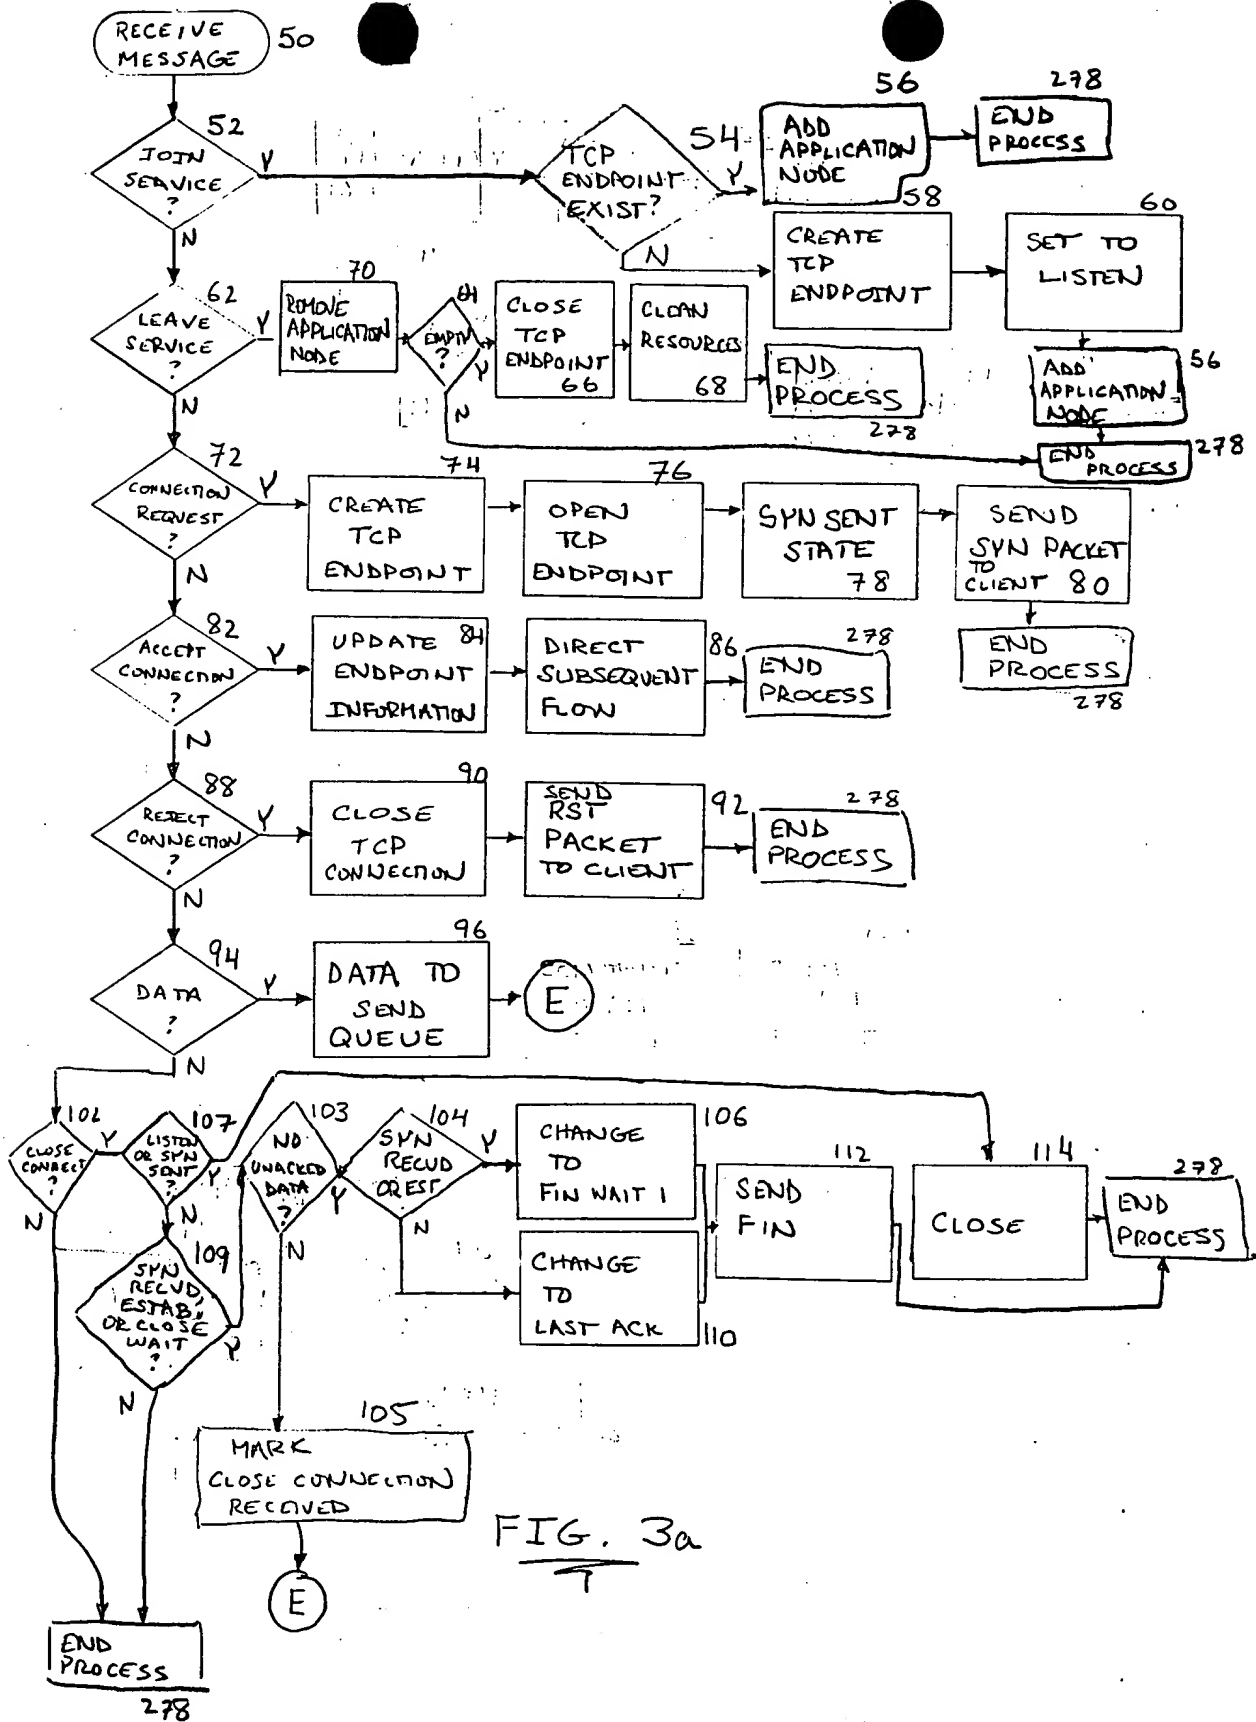 RECEIVE
MESSAGE
50
52
JOIN
SERVICE
?
Y
N
TCP
ENDPOINT
EXIST?
54
Y
N
56
ADD
APPLICATION
NODE
278
END
PROCESS
58
CREATE
TCP
ENDPOINT
60
SET TO
LISTEN
ADD
APPLICATION
NODE
56
END
PROCESS
278
62
LEAVE
SERVICE
?
Y
N
70
REMOVE
APPLICATION
NODE
EMPTY
?
Y
N
CLOSE
TCP
ENDPOINT
66
CLEAN
RESOURCES
68
END
PROCESS
278
72
CONNECTION
REQUEST
?
Y
N
74
CREATE
TCP
ENDPOINT
76
OPEN
TCP
ENDPOINT
SYN SENT
STATE
78
SEND
SYN PACKET
TO
CLIENT 80
END
PROCESS
278
82
ACCEPT
CONNECTION
?
Y
N
UPDATE 84
ENDPOINT
INFORMATION
DIRECT
SUBSEQUENT
FLOW
86
278
END
PROCESS
88
REJECT
CONNECTION
?
Y
N
90
CLOSE
TCP
CONNECTION
SEND
RST
PACKET
TO CLIENT
92
278
END
PROCESS
94
DATA
?
Y
N
96
DATA TO
SEND
QUEUE
E
CLOSE
CONNECT
?
Y
N
107
LISTEN
OR SYN
SENT
?
Y
N
109
SYN
RECVD,
ESTAB,
OR CLOSE
WAIT
?
Y
N
103
NO
UNACKED
DATA
?
Y
N
104
SYN
RECVD
OR EST
Y
N
106
CHANGE
TO
FIN WAIT 1
CHANGE
TO
LAST ACK
110
112
SEND
FIN
114
CLOSE
278
END
PROCESS
105
MARK
CLOSE CONNECTION
RECEIVED
E
END
PROCESS
278
FIG. 3a